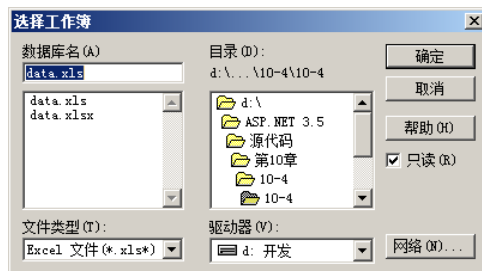 选择工作簿
数据库名(A)
data.xls
data.xls
data.xlsx
文件类型(T):
Excel 文件(*.xls*)
目录(D):
d:\...\10-4\10-4
d:\
ASP.NET 3.5
源代码
第10章
10-4
10-4
驱动器(V):
d: 开发
确定
取消
帮助(H)
只读(R)
网络(N)...